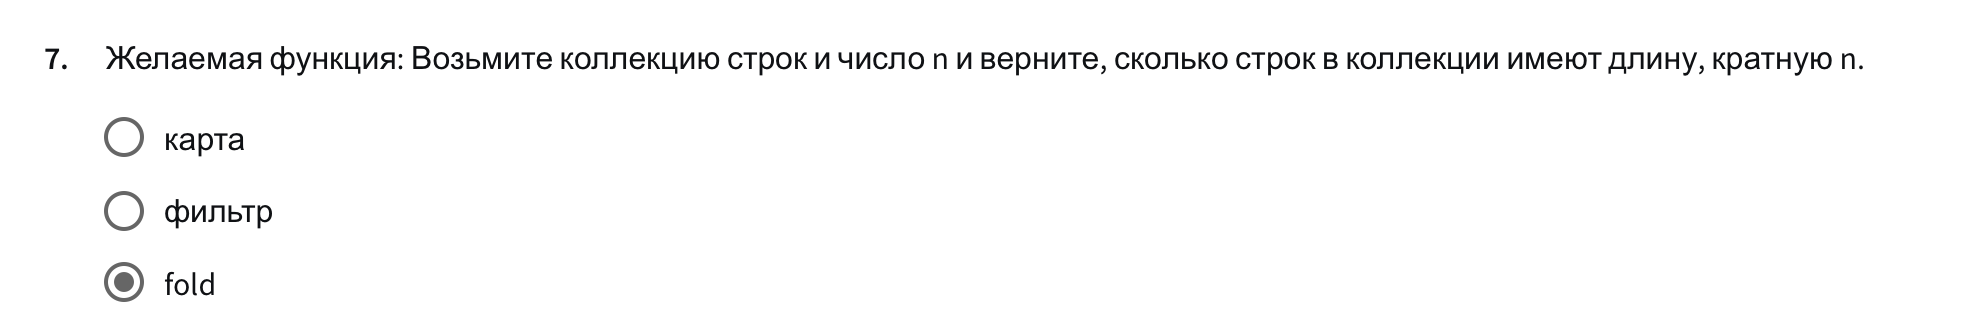 7. Желаемая функция: Возьмите коллекцию строк и число n и верните, сколько строк в коллекции имеют длину, кратную n.
карта
фильтр
fold